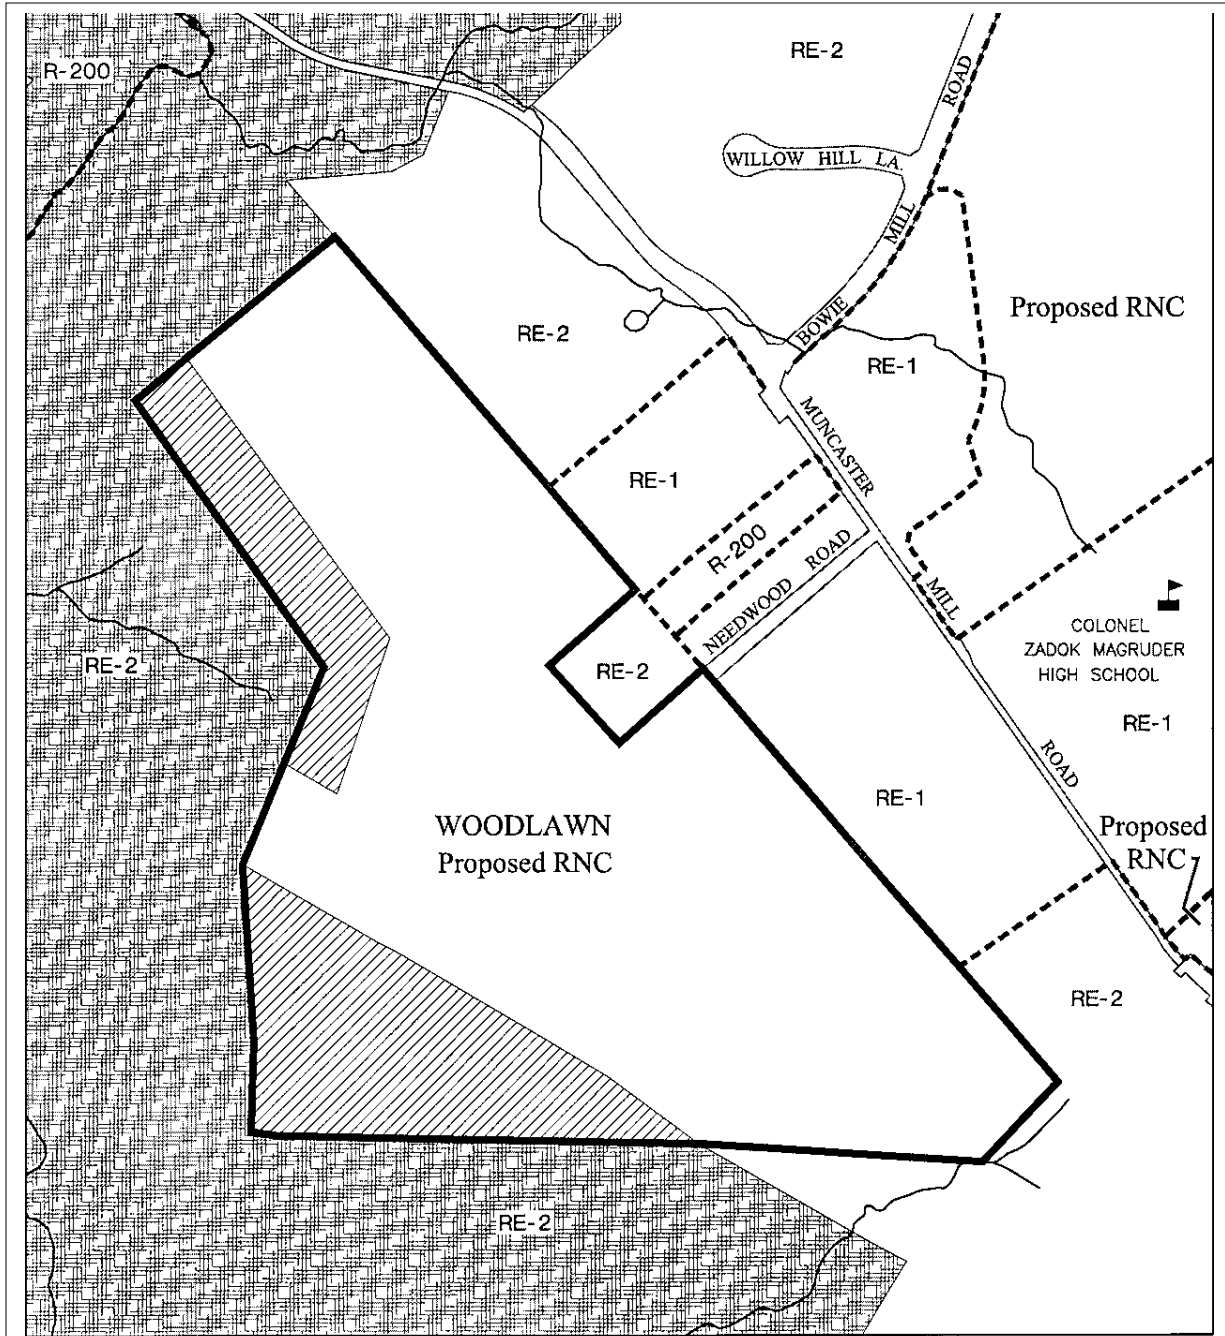 RE-2
R-200
ROAD
WILLOW HILL LA.
MILL
BOWIE
Proposed RNC
RE-2
RE-1
MUNCASTER
RE-1
R-200
NEEDWOOD ROAD
MILL
COLONEL
ZADOK MAGRUDER
HIGH SCHOOL
RE-2
RE-2
RE-1
ROAD
RE-1
WOODLAWN
Proposed RNC
Proposed
RNC
RE-2
RE-2